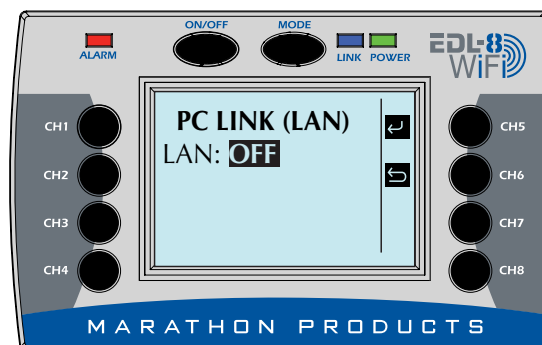 ON/OFF
MODE
ALARM
LINK
POWER
EDL-8
WiFi
PC LINK (LAN)
LAN: OFF
CH1
CH2
CH3
CH4
CH5
CH6
CH7
CH8
MARATHON PRODUCTS